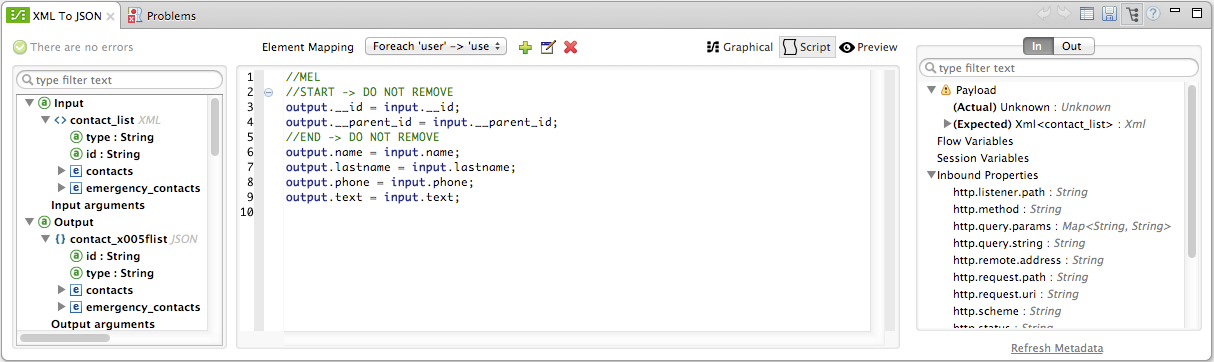 XML To JSON
Problems
There are no errors
Element Mapping
Foreach 'user' -> 'use
Graphical
Script
Preview
In
Out
type filter text
Input
contact_list XML
type : String
id : String
contacts
emergency_contacts
Input arguments
Output
contact_x005flist JSON
id : String
type : String
contacts
emergency_contacts
Output arguments
1 //MEL
2 //START -> DO NOT REMOVE
3 output.__id = input.__id;
4 output.__parent_id = input.__parent_id;
5 //END -> DO NOT REMOVE
6 output.name = input.name;
7 output.lastname = input.lastname;
8 output.phone = input.phone;
9 output.text = input.text;
10
type filter text
Payload
(Actual) Unknown : Unknown
(Expected) Xml<contact_list> : Xml
Flow Variables
Session Variables
Inbound Properties
http.listener.path : String
http.method : String
http.query.params : Map<String, String>
http.query.string : String
http.remote.address : String
http.request.path : String
http.request.uri : String
http.scheme : String
http.status : String
Refresh Metadata